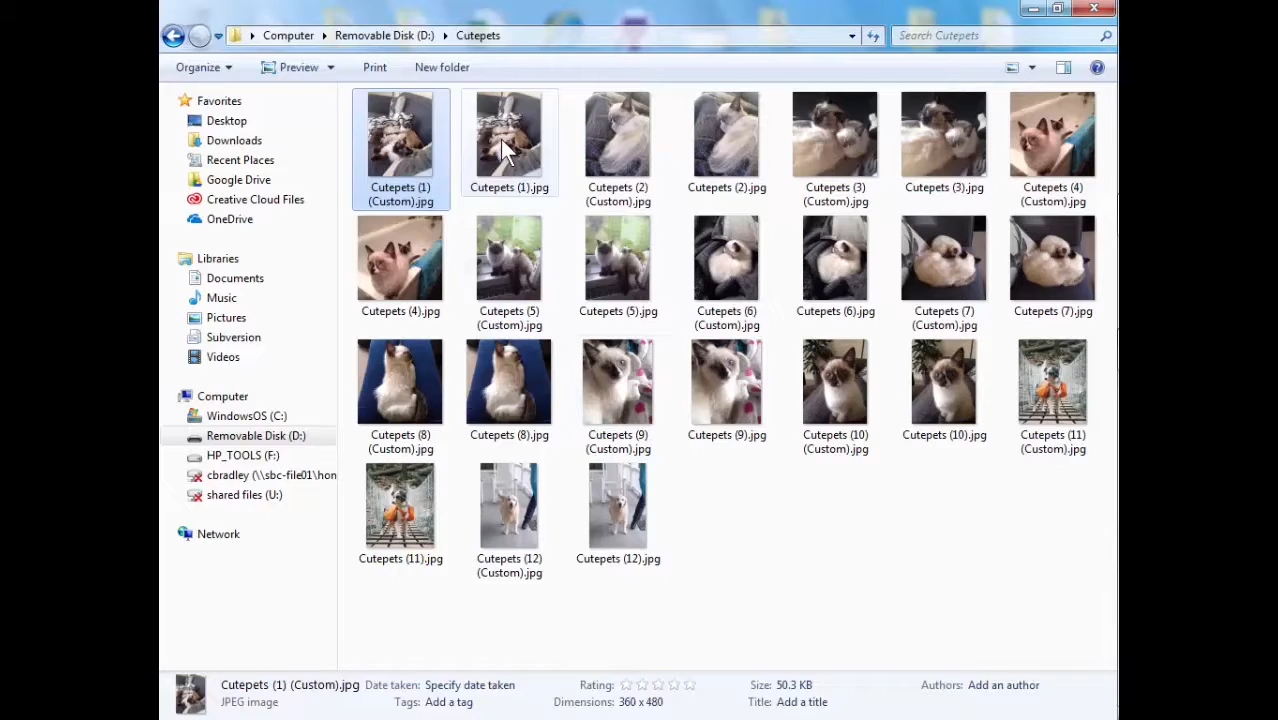 Computer Removable Disk (D:) Cutepets Search Cutepets
Organize Preview Print New folder
Favorites
Desktop
Downloads
Recent Places
Google Drive
Creative Cloud Files
OneDrive
Libraries
Documents
Music
Pictures
Subversion
Videos
Computer
WindowsOS (C:)
Removable Disk (D:)
HP_TOOLS (F:)
cbradley (\\sbc-file01\hon
shared files (U:)
Network
Cutepets (1) (Custom).jpg
Cutepets (1).jpg
Cutepets (2) (Custom).jpg
Cutepets (2).jpg
Cutepets (3) (Custom).jpg
Cutepets (3).jpg
Cutepets (4) (Custom).jpg
Cutepets (4).jpg
Cutepets (5) (Custom).jpg
Cutepets (5).jpg
Cutepets (6) (Custom).jpg
Cutepets (6).jpg
Cutepets (7) (Custom).jpg
Cutepets (7).jpg
Cutepets (8) (Custom).jpg
Cutepets (8).jpg
Cutepets (9) (Custom).jpg
Cutepets (9).jpg
Cutepets (10) (Custom).jpg
Cutepets (10).jpg
Cutepets (11) (Custom).jpg
Cutepets (11).jpg
Cutepets (12) (Custom).jpg
Cutepets (12).jpg
Cutepets (1) (Custom).jpg Date taken: Specify date taken Rating: Size: 50.3 KB Authors: Add an author
JPEG image Tags: Add a tag Dimensions: 360 x 480 Title: Add a title